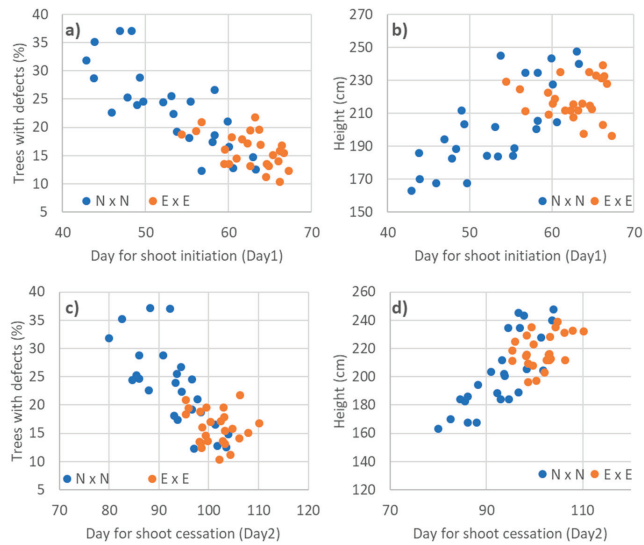 a)
Trees with defects (%)
40
35
30
25
20
15
10
5
40 50 60 70
N x N E x E
Day for shoot initiation (Day1)
b)
Height (cm)
270
250
230
210
190
170
150
40 50 60 70
N x N E x E
Day for shoot initiation (Day1)
c)
Trees with defects (%)
40
35
30
25
20
15
10
5
N x N E x E
70 80 90 100 110 120
Day for shoot cessation (Day2)
d)
Height (cm)
260
240
220
200
180
160
140
120
N x N E x E
70 80 90 100 110 120
Day for shoot cessation (Day2)